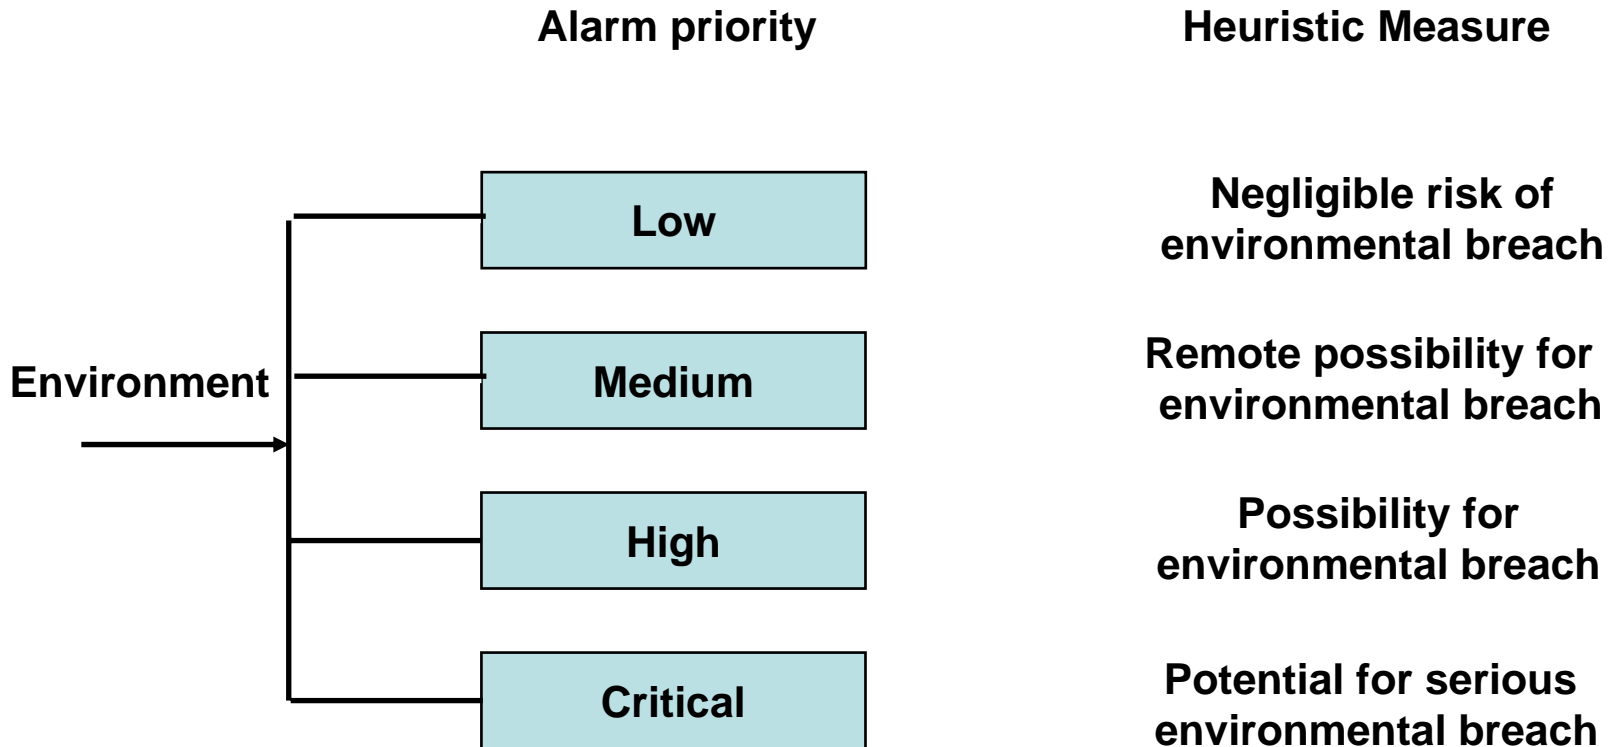 Alarm priority
Heuristic Measure
Low
Negligible risk of
environmental breach
Environment
Medium
Remote possibility for
environmental breach
High
Possibility for
environmental breach
Critical
Potential for serious
environmental breach